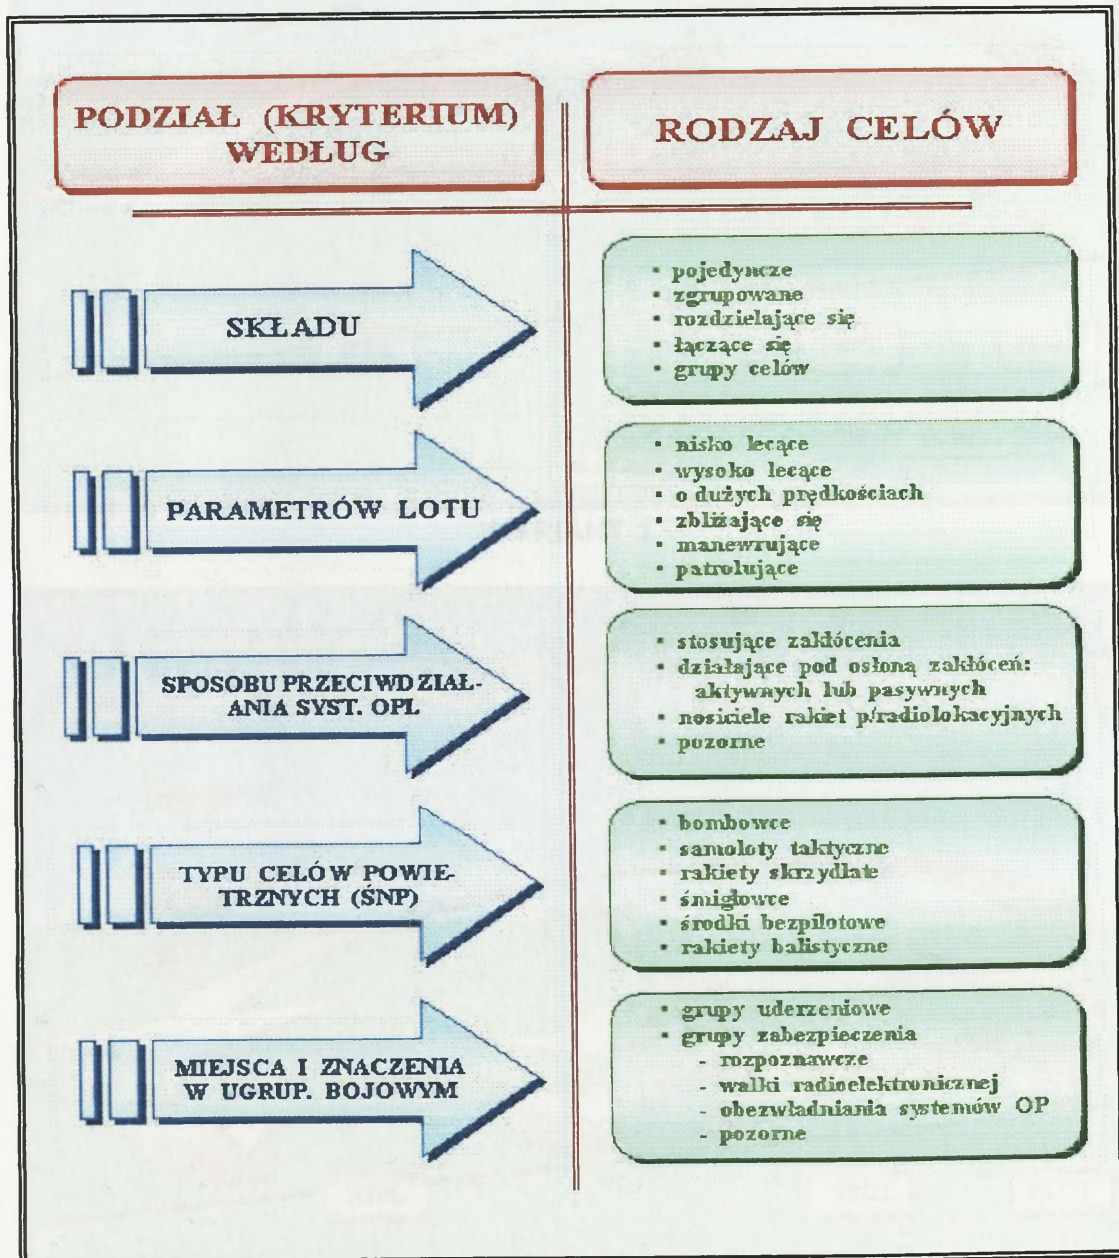 PODZIAŁ (KRYTERIUM)
WEDŁUG
RODZAJ CELÓW
SKŁADU
▪ pojedyncze
▪ zgrupowane
▪ rozdzielające się
▪ łączące się
▪ grupy celów
PARAMETRÓW LOTU
▪ nisko lecące
▪ wysoko lecące
▪ o dużych prędkościach
▪ zbliżające się
▪ manewrujące
▪ patrolujące
SPOSOBU PRZECIWDZIAŁ-
ANIA SYST. OPL
▪ stosujące zakłócenia
▪ działające pod osłoną zakłóceń:
aktywnych lub pasywnych
▪ nosiciele rakiet p/radiolokacyjnych
▪ pozorne
TYPU CELÓW POWIE-
TRZNYCH (ŚNP)
▪ bombowce
▪ samoloty taktyczne
▪ rakiety skrzydlate
▪ śmigłowce
▪ środki bezpilotowe
▪ rakiety balistyczne
MIEJSCA I ZNACZENIA
W UGRUP. BOJOWYM
▪ grupy uderzeniowe
▪ grupy zabezpieczenia
- rozpoznawcze
- walki radioelektronicznej
- obezwładniania systemów OP
- pozorne